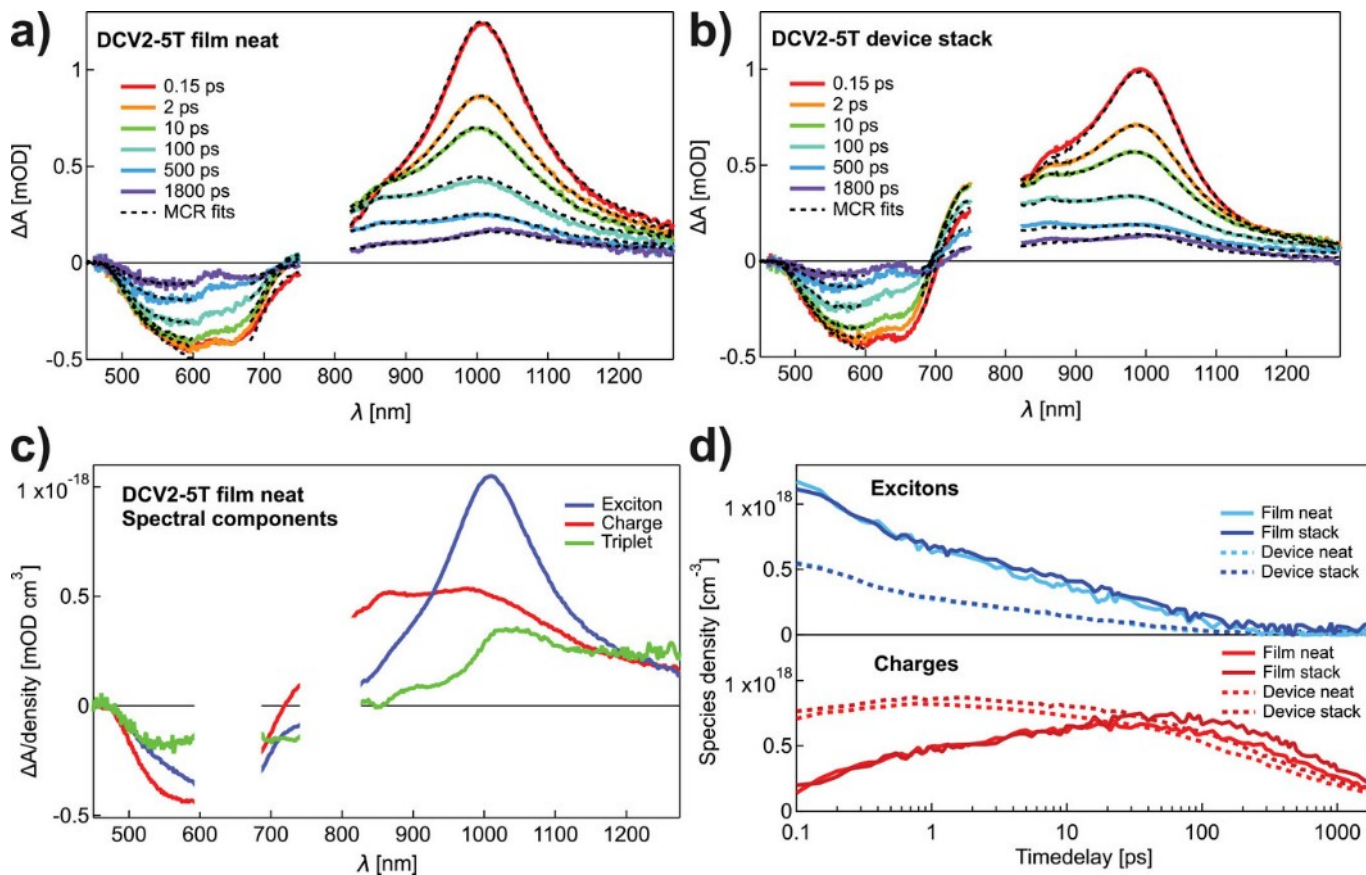 a)
DCV2-5T film neat
0.15 ps
2 ps
10 ps
100 ps
500 ps
1800 ps
MCR fits
ΔA [mOD]
1
0.5
0
-0.5
500 600 700 800 900 1000 1100 1200
λ [nm]
b)
DCV2-5T device stack
0.15 ps
2 ps
10 ps
100 ps
500 ps
1800 ps
MCR fits
ΔA [mOD]
1
0.5
0
-0.5
500 600 700 800 900 1000 1100 1200
λ [nm]
c)
DCV2-5T film neat
Spectral components
Exciton
Charge
Triplet
ΔA/density [mOD cm³]
1 x10⁻¹⁸
0.5
0
-0.5
500 600 700 800 900 1000 1100 1200
λ [nm]
d)
Excitons
Film neat
Film stack
Device neat
Device stack
Charges
Film neat
Film stack
Device neat
Device stack
Species density [cm⁻³]
1 x10¹⁸
0.5
0
1 x10¹⁸
0.5
0
0.1 1 10 100 1000
Timedelay [ps]